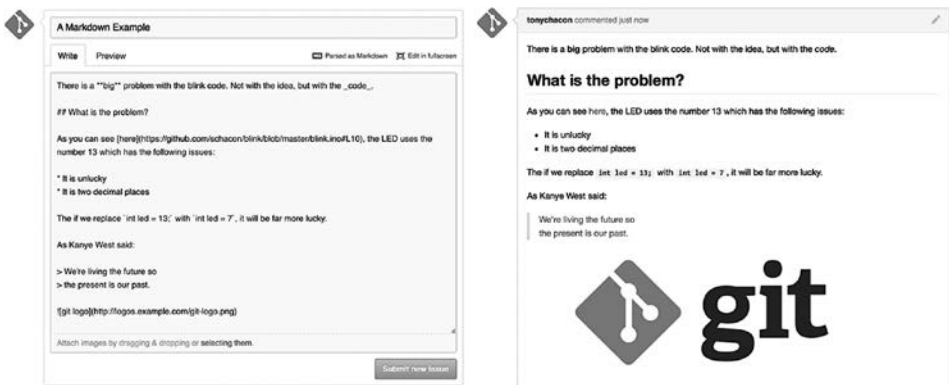 A Markdown Example
Write Preview Parsed as Markdown Edit in fullscreen
There is a **big** problem with the blink code. Not with the idea, but with the _code_.
## What is the problem?
As you can see [here](https://github.com/schacon/blink/blob/master/blink.ino#L10), the LED uses the
number 13 which has the following issues:
* It is unlucky
* It is two decimal places
The if we replace `int led = 13;` with `int led = 7`, it will be far more lucky.
As Kanye West said:
> We're living the future so
> the present is our past.
![git logo](http://logos.example.com/git-logo.png)
Attach images by dragging & dropping or selecting them.
Submit new issue
tonychacon commented just now
There is a big problem with the blink code. Not with the idea, but with the code.
What is the problem?
As you can see here, the LED uses the number 13 which has the following issues:
• It is unlucky
• It is two decimal places
The if we replace int led = 13; with int led = 7, it will be far more lucky.
As Kanye West said:
We're living the future so
the present is our past.
git